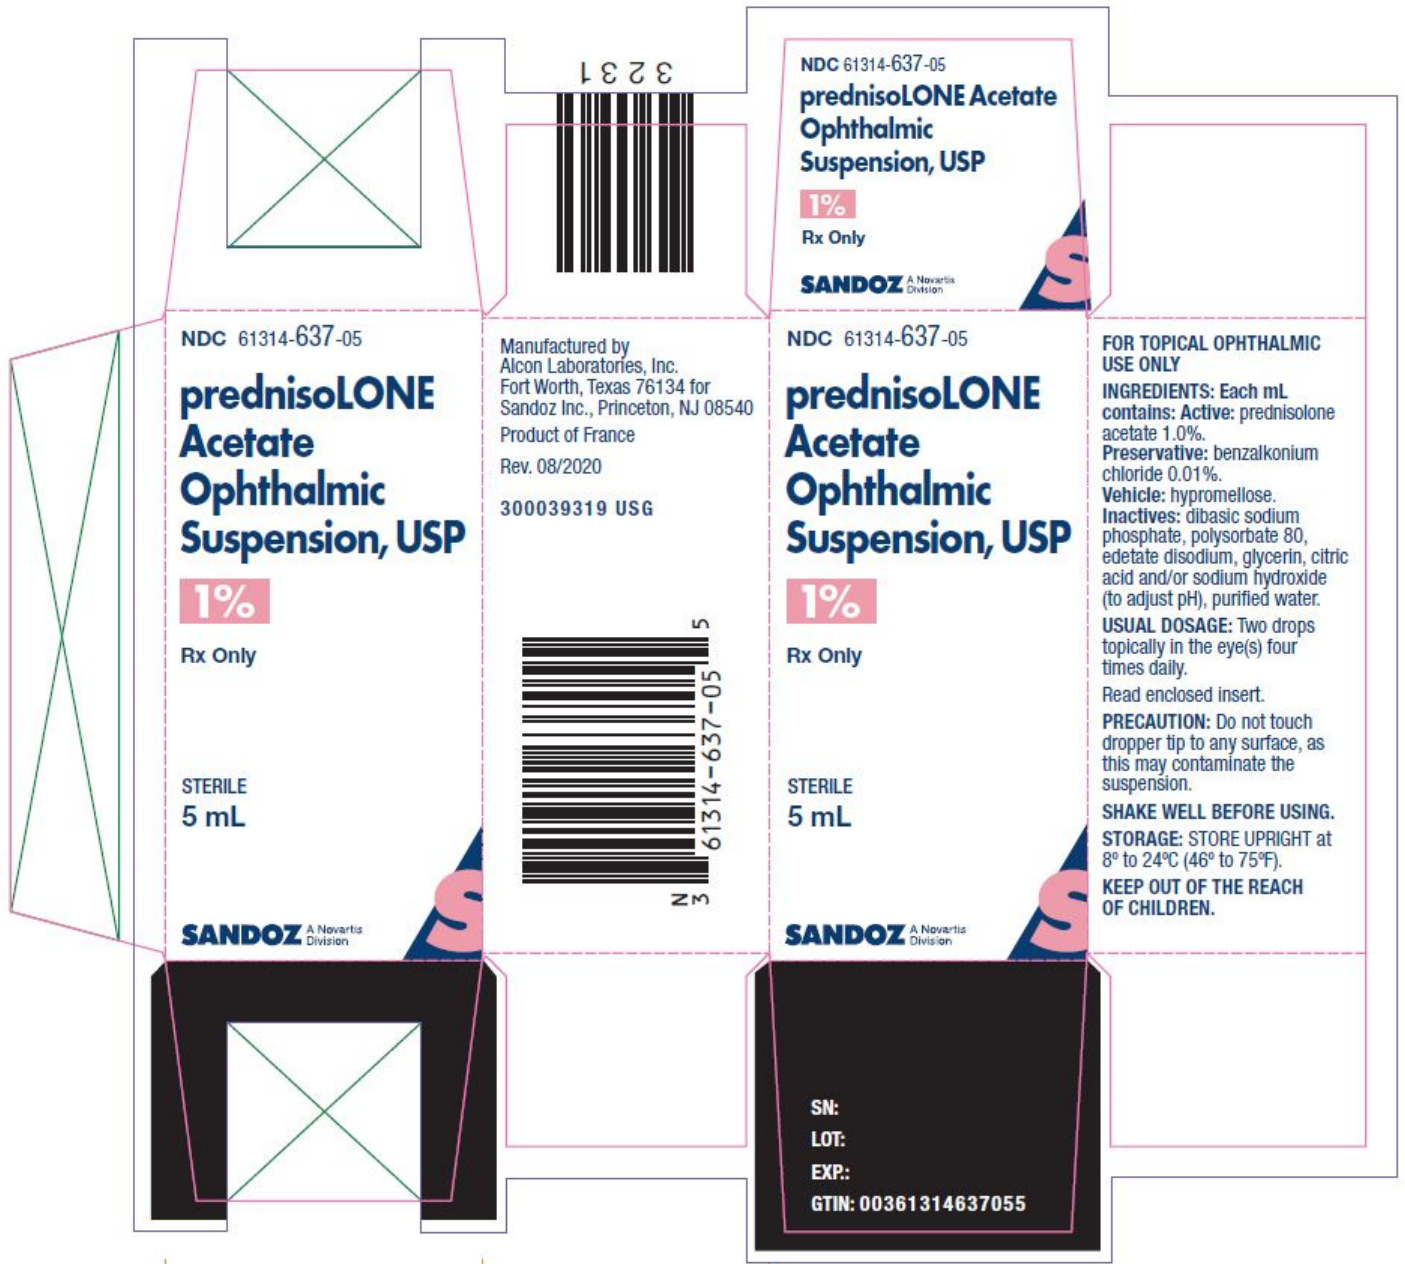 3231
NDC 61314-637-05
prednisoLONE Acetate
Ophthalmic
Suspension, USP
1%
Rx Only
SANDOZ A Novartis
Division
S
NDC 61314-637-05
prednisoLONE
Acetate
Ophthalmic
Suspension, USP
1%
Rx Only
STERILE
5 mL
SANDOZ A Novartis
Division
S
Manufactured by
Alcon Laboratories, Inc.
Fort Worth, Texas 76134 for
Sandoz Inc., Princeton, NJ 08540
Product of France
Rev. 08/2020
300039319 USG
N
3
61314-637-05
5
NDC 61314-637-05
prednisoLONE
Acetate
Ophthalmic
Suspension, USP
1%
Rx Only
STERILE
5 mL
SANDOZ A Novartis
Division
S
FOR TOPICAL OPHTHALMIC
USE ONLY
INGREDIENTS: Each mL
contains: Active: prednisolone
acetate 1.0%.
Preservative: benzalkonium
chloride 0.01%.
Vehicle: hypromellose.
Inactives: dibasic sodium
phosphate, polysorbate 80,
edetate disodium, glycerin, citric
acid and/or sodium hydroxide
(to adjust pH), purified water.
USUAL DOSAGE: Two drops
topically in the eye(s) four
times daily.
Read enclosed insert.
PRECAUTION: Do not touch
dropper tip to any surface, as
this may contaminate the
suspension.
SHAKE WELL BEFORE USING.
STORAGE: STORE UPRIGHT at
8º to 24ºC (46º to 75ºF).
KEEP OUT OF THE REACH
OF CHILDREN.
SN:
LOT:
EXP.:
GTIN: 00361314637055